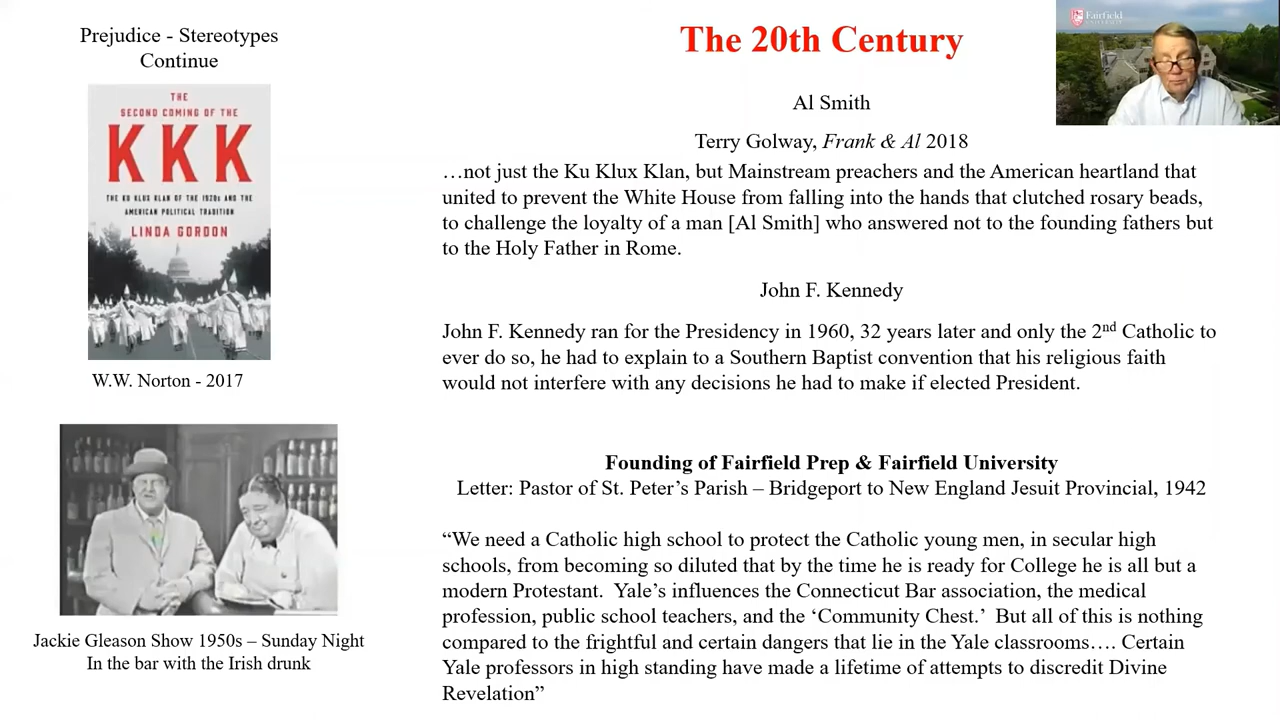 Prejudice - Stereotypes
Continue
THE
SECOND COMING OF THE
KKK
THE KU KLUX KLAN OF THE 1920s AND THE
AMERICAN POLITICAL TRADITION
LINDA GORDON
W.W. Norton - 2017
Jackie Gleason Show 1950s – Sunday Night
In the bar with the Irish drunk
The 20th Century
Al Smith
Terry Golway, Frank & Al 2018
…not just the Ku Klux Klan, but Mainstream preachers and the American heartland that
united to prevent the White House from falling into the hands that clutched rosary beads,
to challenge the loyalty of a man [Al Smith] who answered not to the founding fathers but
to the Holy Father in Rome.
John F. Kennedy
John F. Kennedy ran for the Presidency in 1960, 32 years later and only the 2nd Catholic to
ever do so, he had to explain to a Southern Baptist convention that his religious faith
would not interfere with any decisions he had to make if elected President.
Founding of Fairfield Prep & Fairfield University
Letter: Pastor of St. Peter’s Parish – Bridgeport to New England Jesuit Provincial, 1942
“We need a Catholic high school to protect the Catholic young men, in secular high
schools, from becoming so diluted that by the time he is ready for College he is all but a
modern Protestant.  Yale’s influences the Connecticut Bar association, the medical
profession, public school teachers, and the ‘Community Chest.’  But all of this is nothing
compared to the frightful and certain dangers that lie in the Yale classrooms…. Certain
Yale professors in high standing have made a lifetime of attempts to discredit Divine
Revelation”
Fairfield
UNIVERSITY